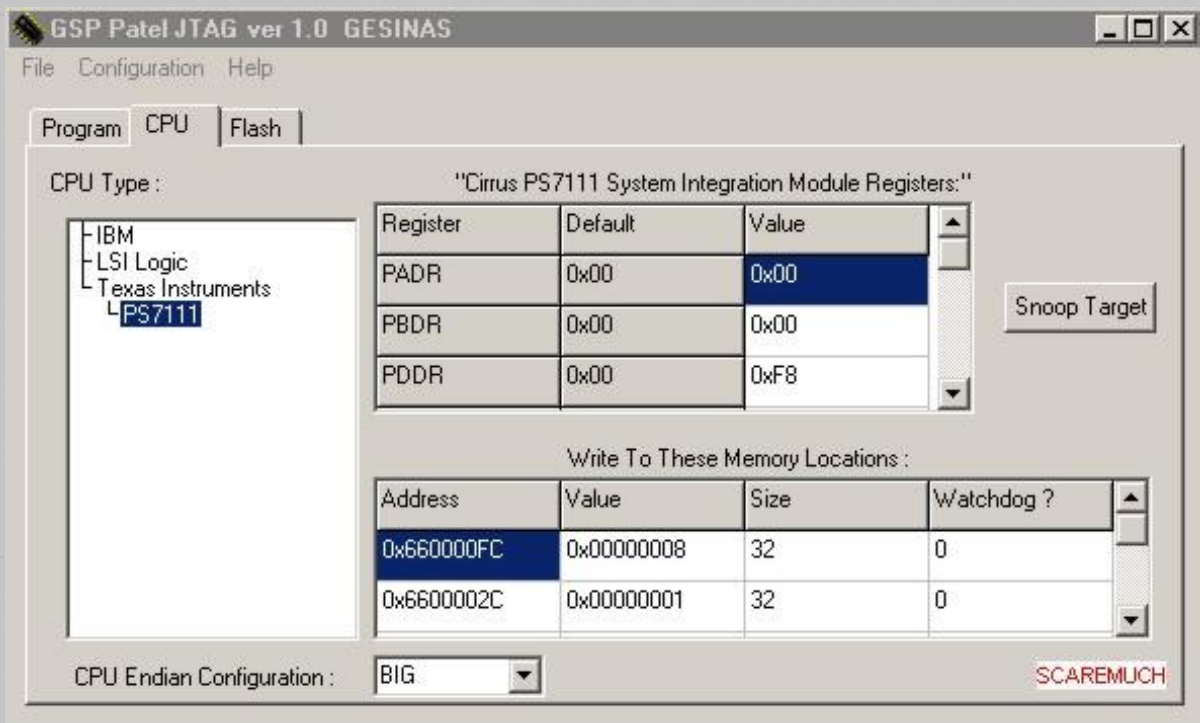 GSP Patel JTAG ver 1.0 GESINAS
File Configuration Help
Program CPU Flash
CPU Type :
IBM
LSI Logic
Texas Instruments
PS7111
"Cirrus PS7111 System Integration Module Registers:"
Register Default Value
PADR 0x00 0x00
PBDR 0x00 0x00
PDDR 0x00 0xF8
Snoop Target
Write To These Memory Locations :
Address Value Size Watchdog ?
0x660000FC 0x00000008 32 0
0x6600002C 0x00000001 32 0
CPU Endian Configuration : BIG
SCAREMUCH